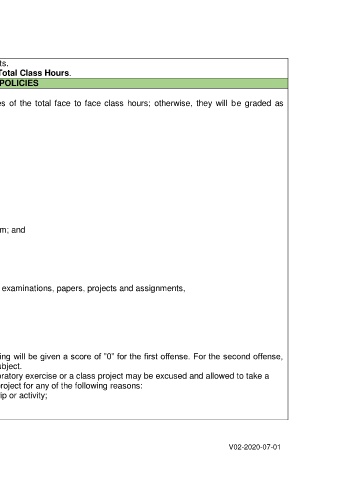 ts.
Total Class Hours.
POLICIES
es of the total face to face class hours; otherwise, they will be graded as
m; and
examinations, papers. projects and assignments,
ing will be given a score of "0" for the first offense. For the second offense,
bject.
oratory exercise or a class project may be excused and allowed to take a
roject for any of the following reasons:
ip or activity;
V02-2020-07-01